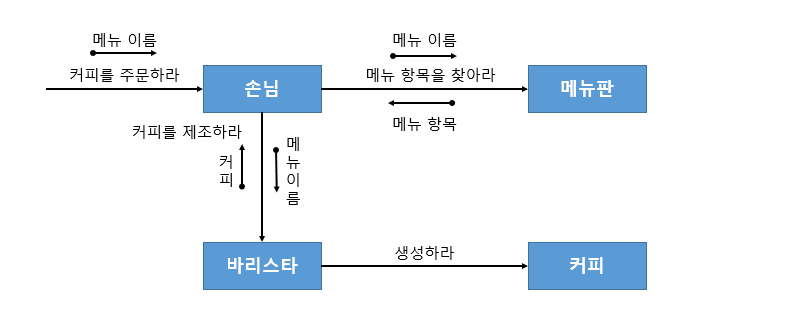 메뉴 이름
커피를 주문하라
손님
메뉴 이름
메뉴 항목을 찾아라
메뉴 항목
메뉴판
커피를 제조하라
커피
메뉴이름
바리스타
생성하라
커피